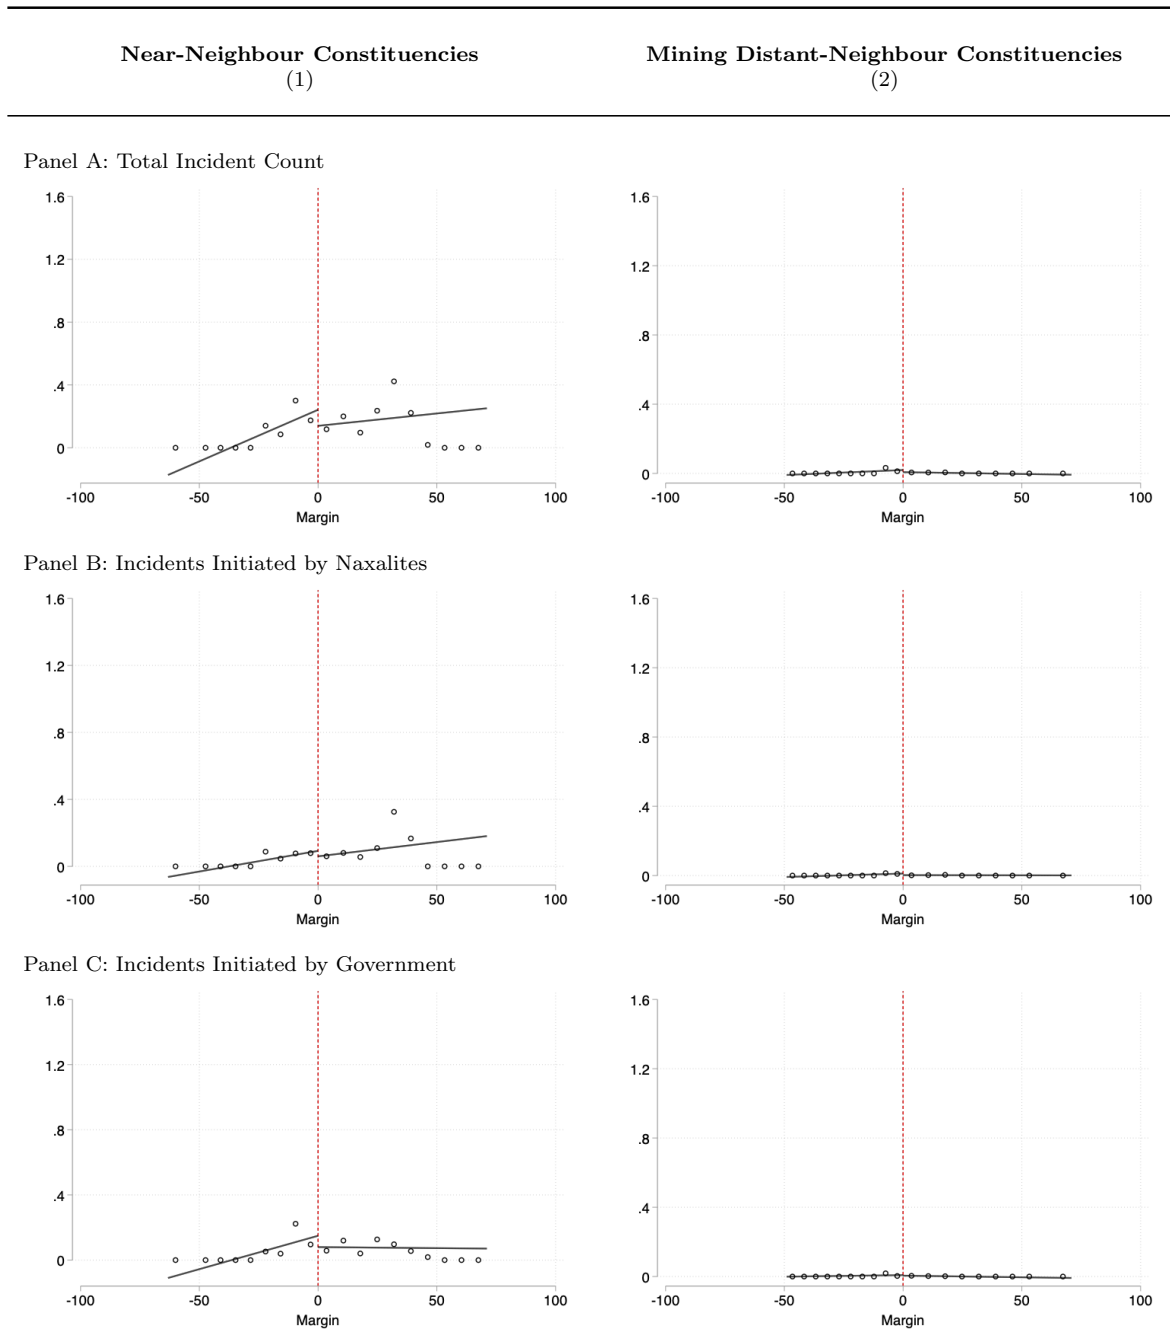 Near-Neighbour Constituencies
(1)
Mining Distant-Neighbour Constituencies
(2)
Panel A: Total Incident Count
1.6
1.2
.8
.4
0
-100 -50 0 50 100
Margin
1.6
1.2
.8
.4
0
-100 -50 0 50 100
Margin
Panel B: Incidents Initiated by Naxalites
1.6
1.2
.8
.4
0
-100 -50 0 50 100
Margin
1.6
1.2
.8
.4
0
-100 -50 0 50 100
Margin
Panel C: Incidents Initiated by Government
1.6
1.2
.8
.4
0
-100 -50 0 50 100
Margin
1.6
1.2
.8
.4
0
-100 -50 0 50 100
Margin